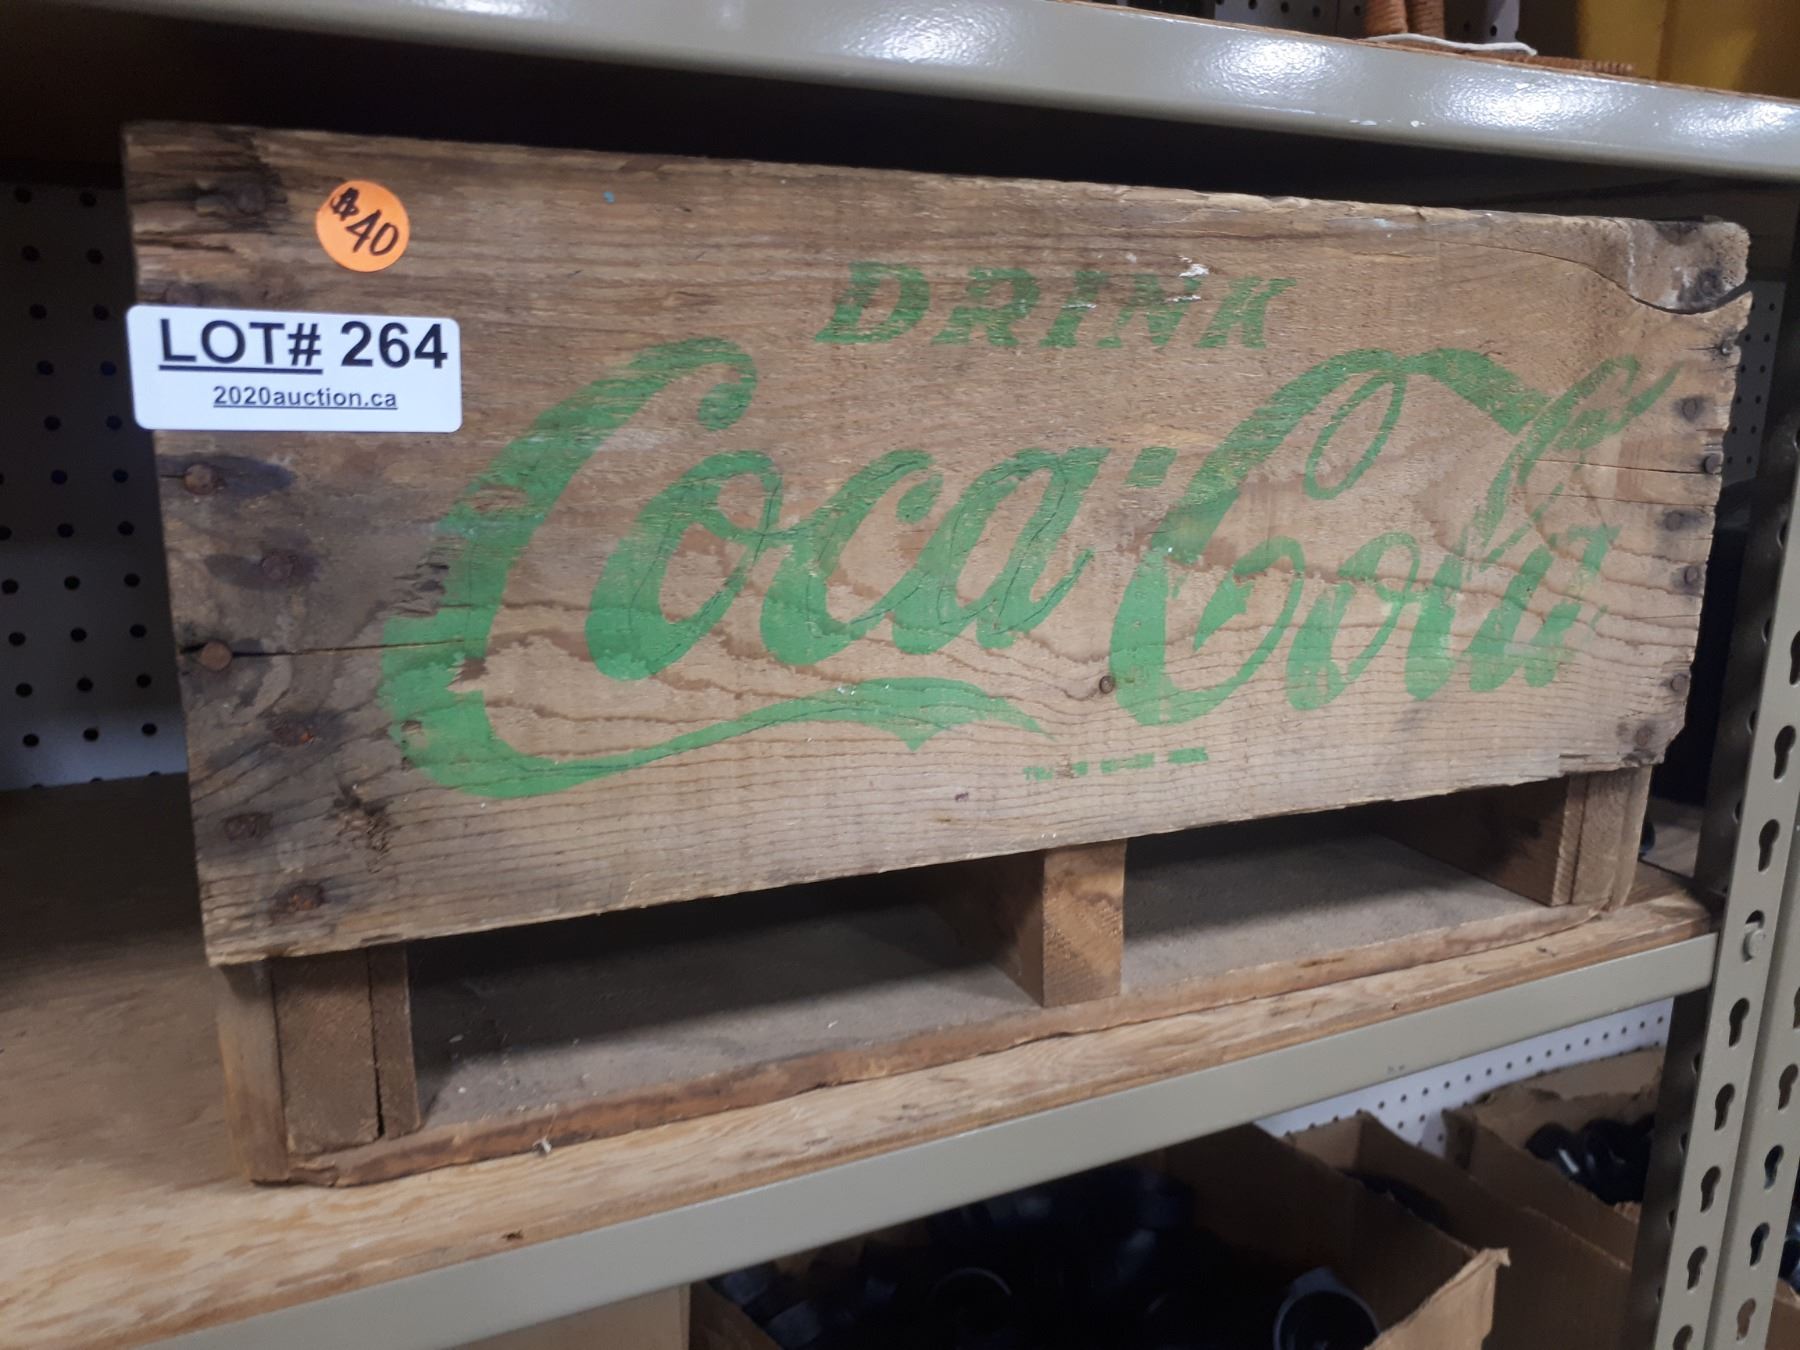 $40
LOT# 264
2020auction.ca
DRINK
Coca-Cola